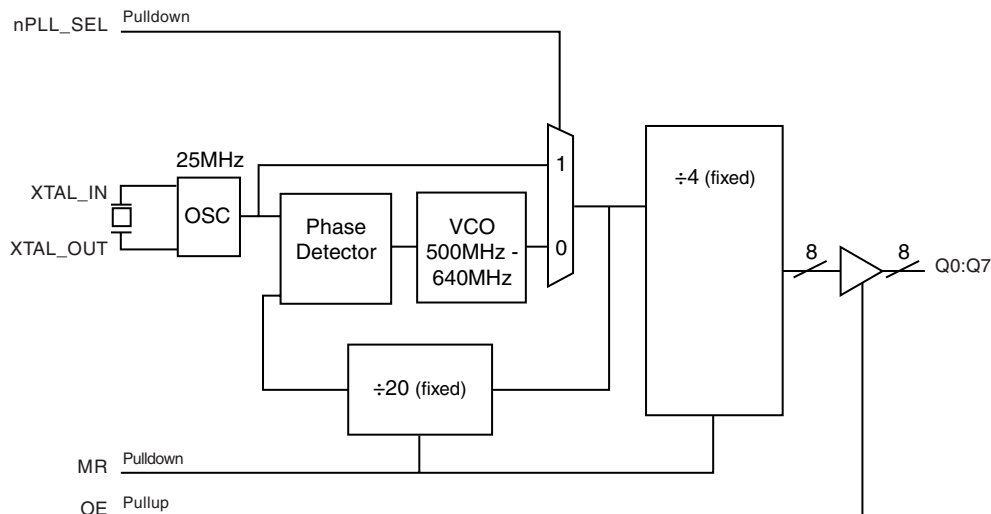 nPLL_SEL Pulldown
25MHz
XTAL_IN
OSC
XTAL_OUT
Phase
Detector
VCO
500MHz -
640MHz
1
0
÷4 (fixed)
8
8
Q0:Q7
÷20 (fixed)
MR Pulldown
OE Pullup